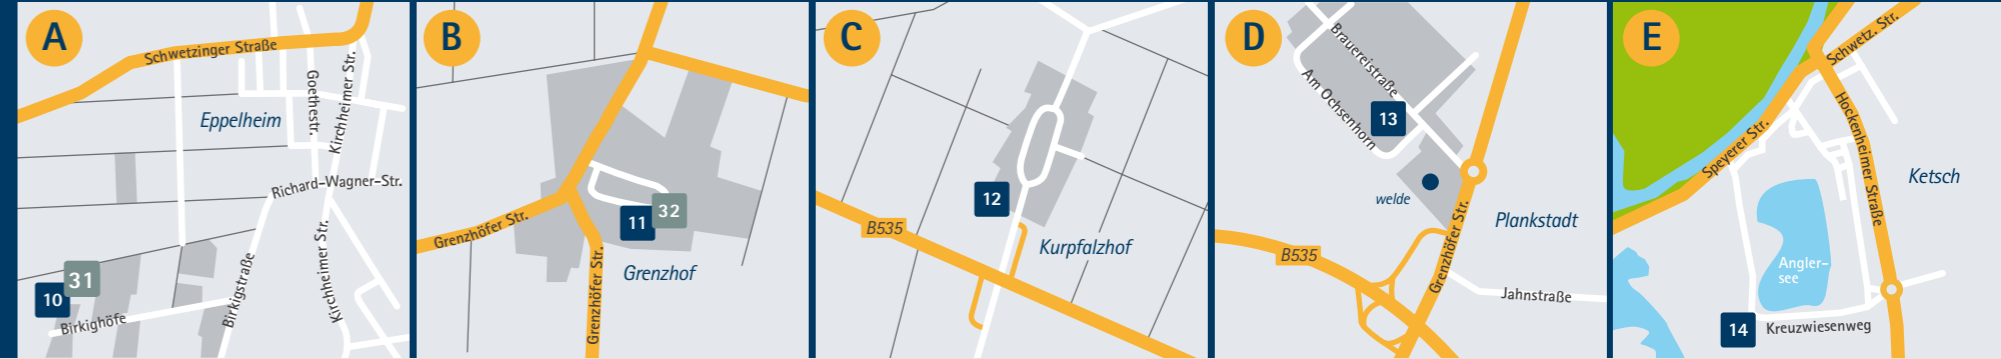 A
Schwetzinger Straße
Goethestr.
Kirchheimer Str.
Eppelheim
Richard-Wagner-Str.
Kirchheimer Str.
Birkigstraße
31
10
Birkighöfe
B
Grenzhöfer Str.
11
32
Grenzhof
Grenzhöfer Str.
C
12
B535
Kurpfalzhof
D
Brauereistraße
Am Ochsenhorn
13
welde
Plankstadt
Grenzhöfer Str.
B535
Jahnstraße
E
Schwetz. Str.
Hockenheimer Straße
Speyerer Str.
Ketsch
Angler-
see
14
Kreuzwiesenweg